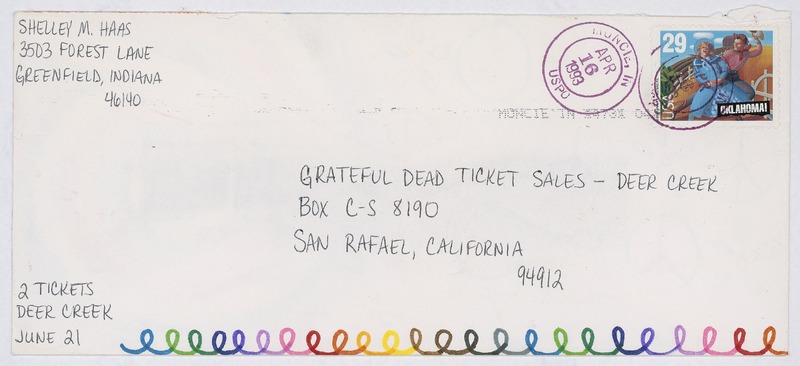 SHELLEY M. HAAS
3503 FOREST LANE
GREENFIELD, INDIANA
46140
MUNCIE, IN
APR
16
1993
USPO
29
USA
OKLAHOMA!
MUNCIE IN
GRATEFUL DEAD TICKET SALES – DEER CREEK
BOX C-S 8190
SAN RAFAEL, CALIFORNIA
94912
2 TICKETS
DEER CREEK
JUNE 21